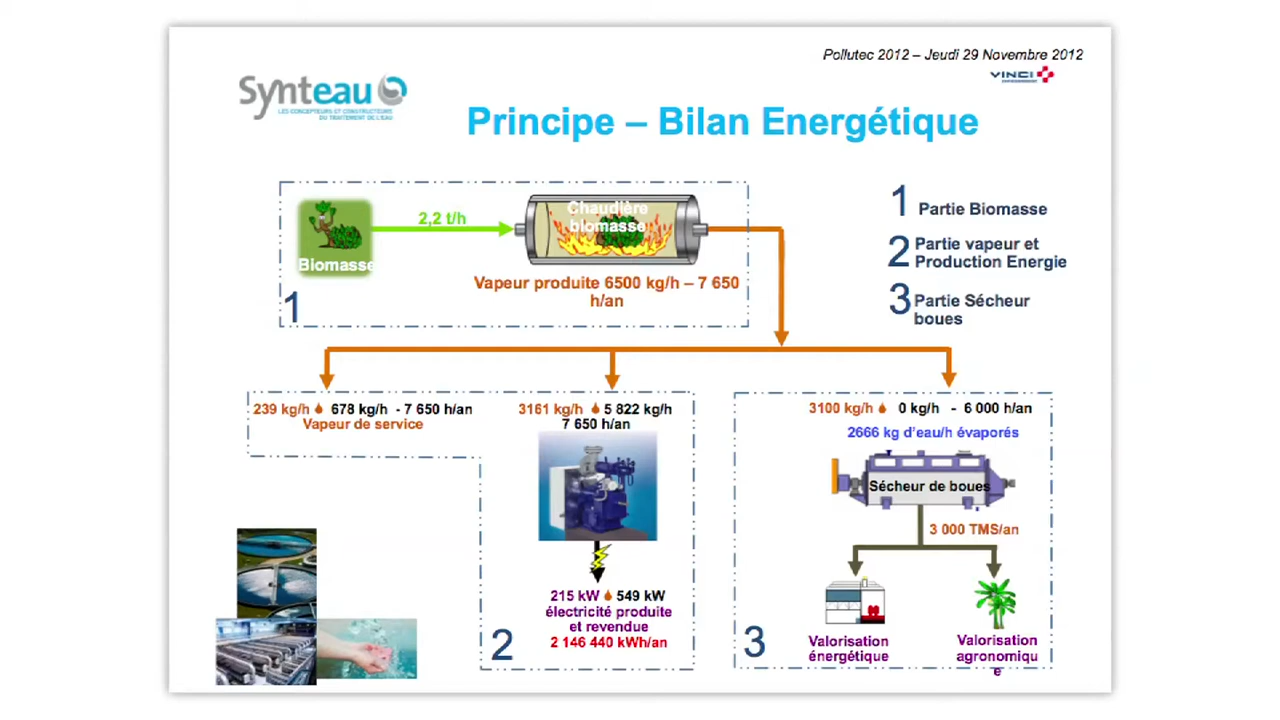 Pollutec 2012 – Jeudi 29 Novembre 2012
VINCI
Synteau
LES CONCEPTEURS ET CONSTRUCTEURS
DU TRAITEMENT DE L'EAU
Principe – Bilan Energétique
Biomasse
2,2 t/h
Chaudière
biomasse
Vapeur produite 6500 kg/h – 7 650
h/an
1
1 Partie Biomasse
2 Partie vapeur et
Production Energie
3 Partie Sécheur
boues
239 kg/h 678 kg/h - 7 650 h/an
Vapeur de service
3161 kg/h 5 822 kg/h
7 650 h/an
215 kW 549 kW
électricité produite
et revendue
2 146 440 kWh/an
2
3100 kg/h 0 kg/h - 6 000 h/an
2666 kg d'eau/h évaporés
Sécheur de boues
3 000 TMS/an
Valorisation
énergétique
Valorisation
agronomiqu
e
3